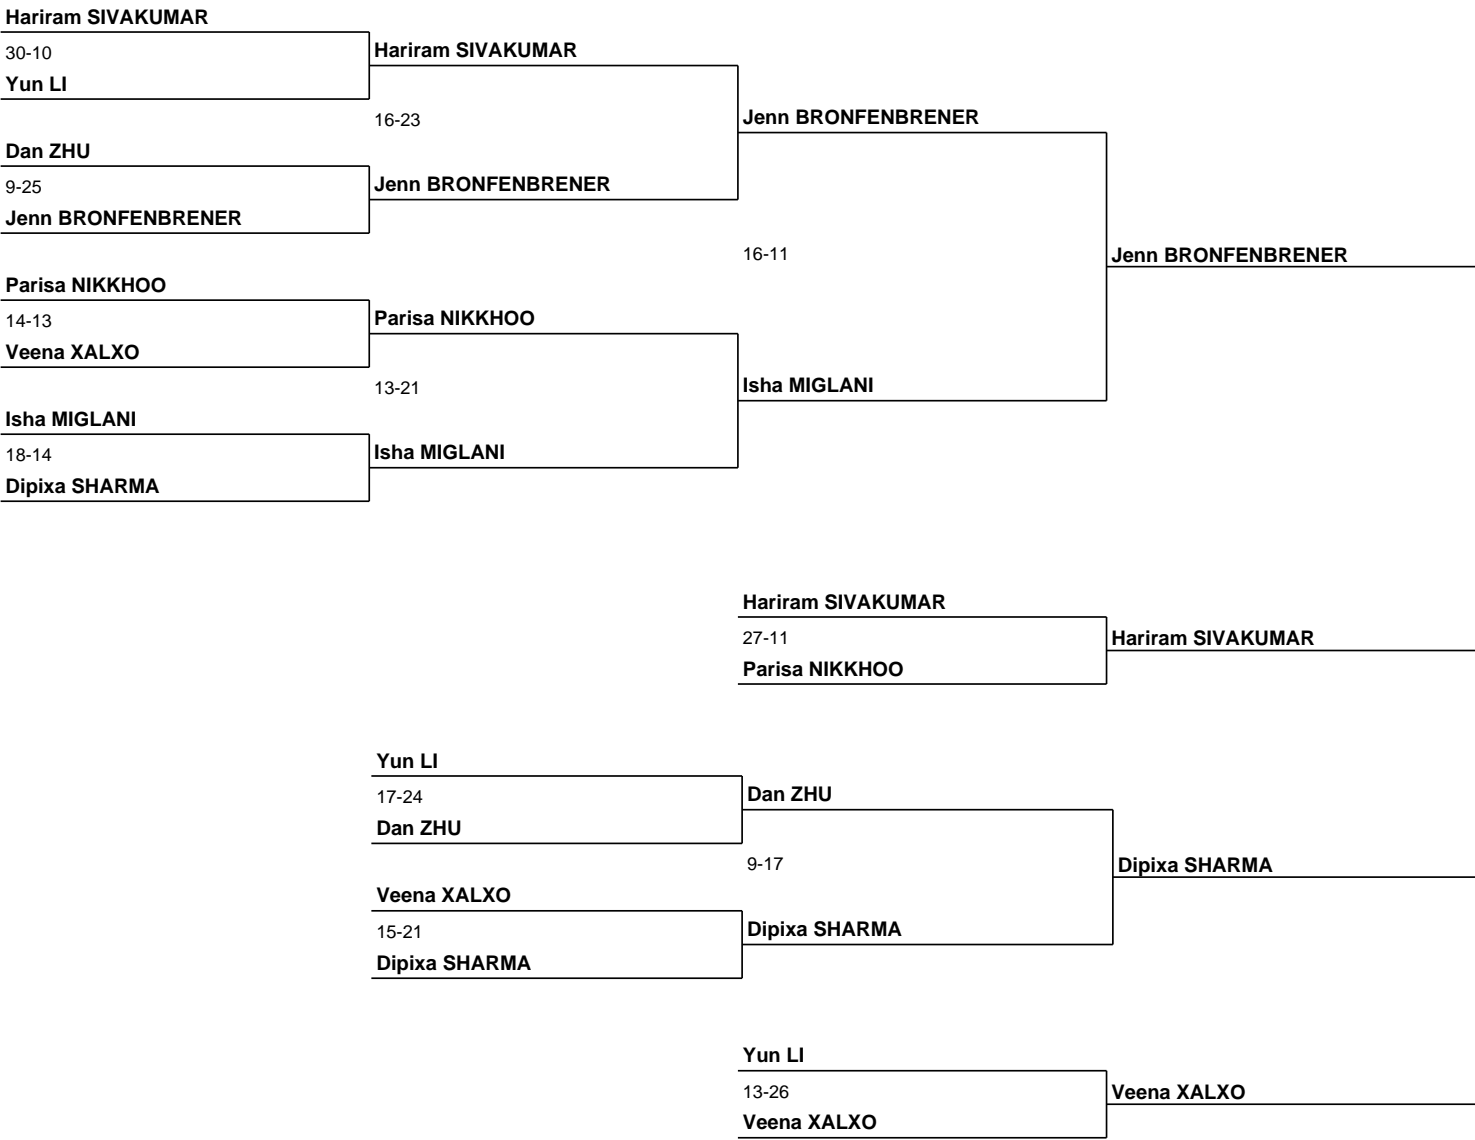 Hariram SIVAKUMAR
30-10
Yun LI
Hariram SIVAKUMAR
16-23
Dan ZHU
9-25
Jenn BRONFENBRENER
Jenn BRONFENBRENER
Jenn BRONFENBRENER
16-11
Jenn BRONFENBRENER
Parisa NIKKHOO
14-13
Veena XALXO
Parisa NIKKHOO
13-21
Isha MIGLANI
Isha MIGLANI
18-14
Dipixa SHARMA
Isha MIGLANI
Hariram SIVAKUMAR
27-11
Parisa NIKKHOO
Hariram SIVAKUMAR
Yun LI
17-24
Dan ZHU
Dan ZHU
9-17
Dipixa SHARMA
Veena XALXO
15-21
Dipixa SHARMA
Dipixa SHARMA
Yun LI
13-26
Veena XALXO
Veena XALXO